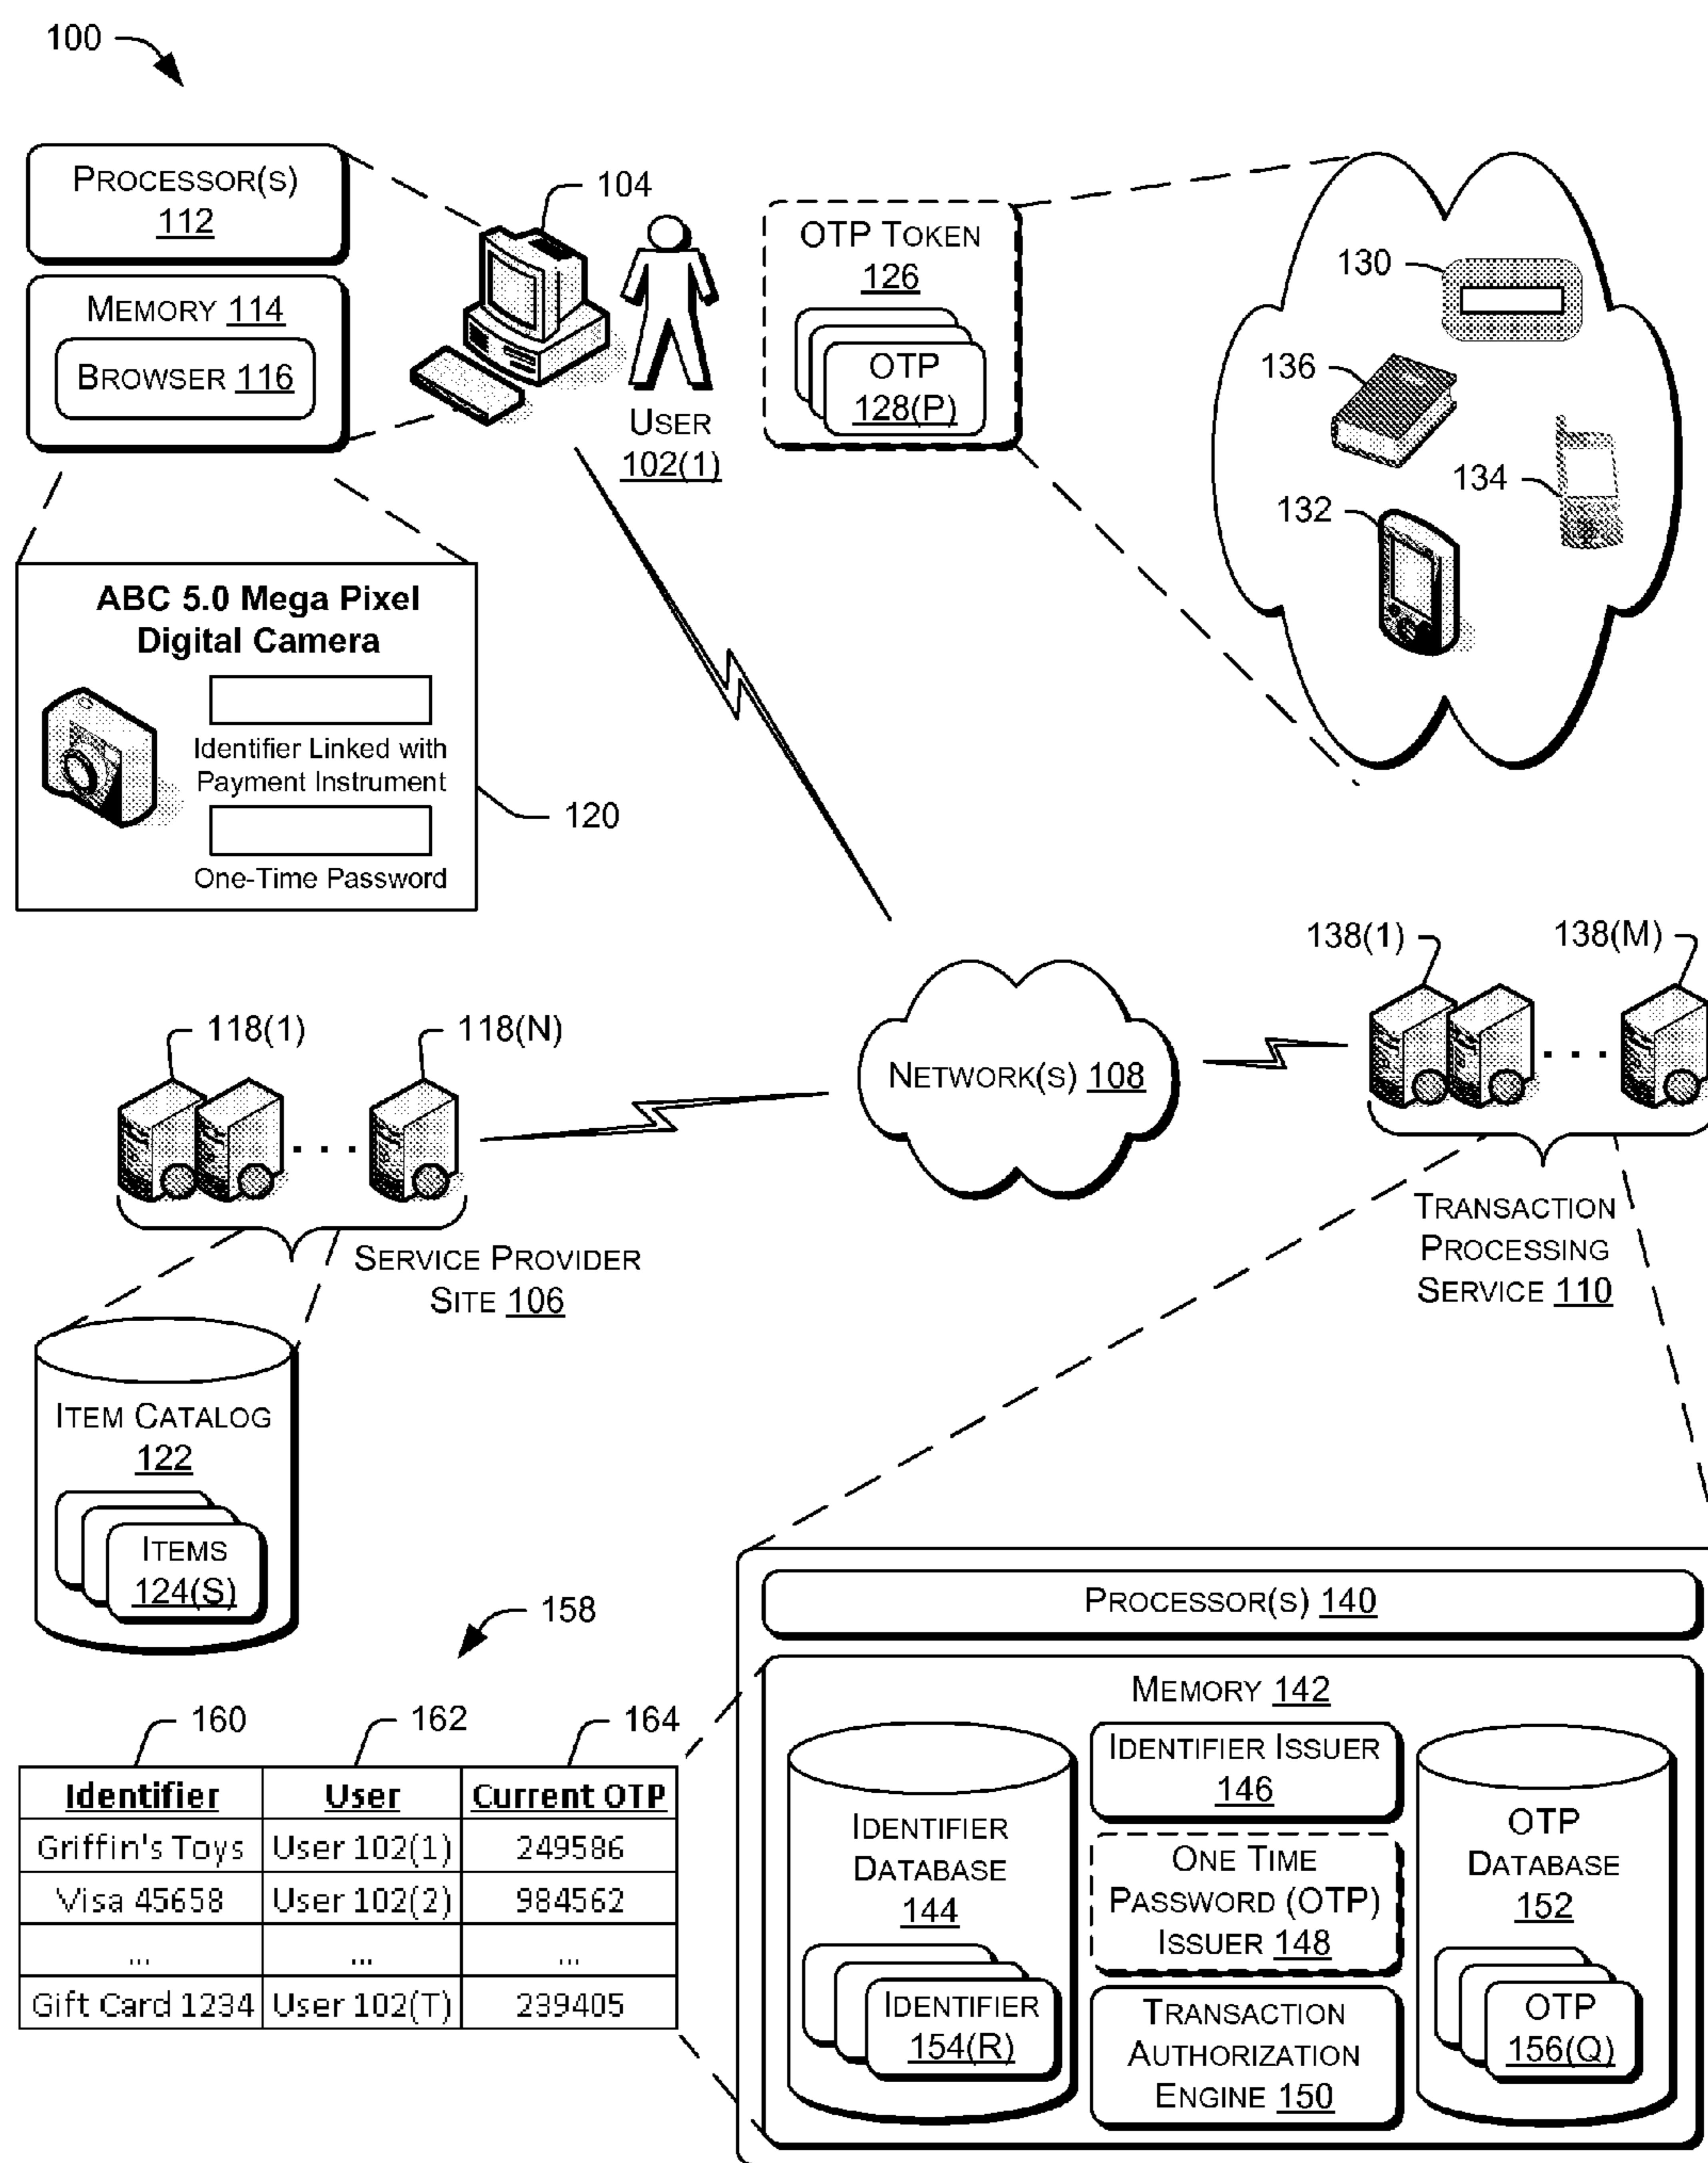 100
PROCESSOR(S)
112
MEMORY 114
BROWSER 116
104
USER
102(1)
OTP TOKEN
126
OTP
128(P)
130
136
134
132
ABC 5.0 Mega Pixel
Digital Camera
Identifier Linked with
Payment Instrument
One-Time Password
120
118(1)
118(N)
SERVICE PROVIDER
SITE 106
NETWORK(S) 108
138(1)
138(M)
TRANSACTION
PROCESSING
SERVICE 110
ITEM CATALOG
122
ITEMS
124(S)
158
160
162
164
Identifier User Current OTP
Griffin's Toys User 102(1) 249586
Visa 45658 User 102(2) 984562
... ... ...
Gift Card 1234 User 102(T) 239405
PROCESSOR(S) 140
MEMORY 142
IDENTIFIER
DATABASE
144
IDENTIFIER
154(R)
IDENTIFIER ISSUER
146
ONE TIME
PASSWORD (OTP)
ISSUER 148
TRANSACTION
AUTHORIZATION
ENGINE 150
OTP
DATABASE
152
OTP
156(Q)